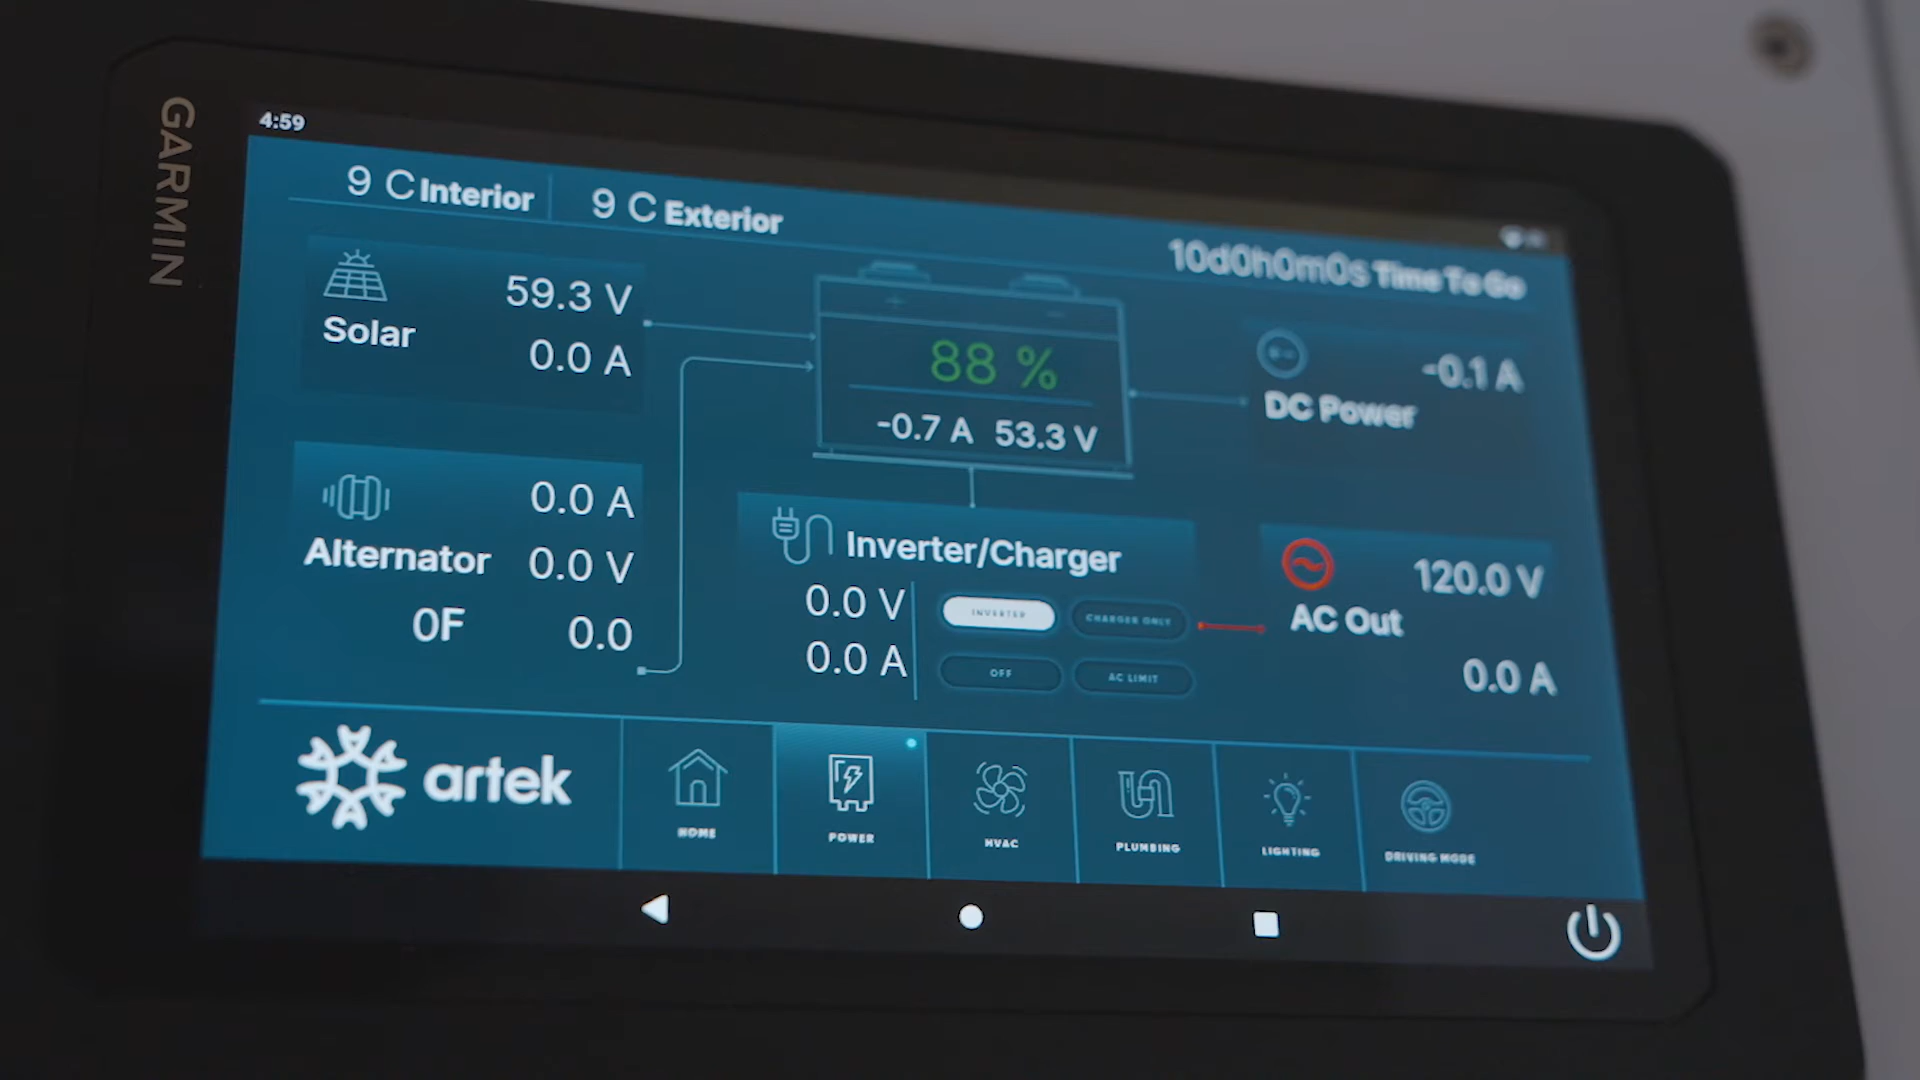 GARMIN
4:59
9 C Interior
9 C Exterior
10d0h0m0s Time To Go
Solar
59.3 V
0.0 A
88 %
-0.7 A 53.3 V
DC Power
-0.1 A
Alternator
0.0 A
0.0 V
0F
0.0
Inverter/Charger
0.0 V
0.0 A
INVERTER
CHARGER ONLY
OFF
AC LIMIT
AC Out
120.0 V
0.0 A
artek
HOME
POWER
HVAC
PLUMBING
LIGHTING
DRIVING MODE